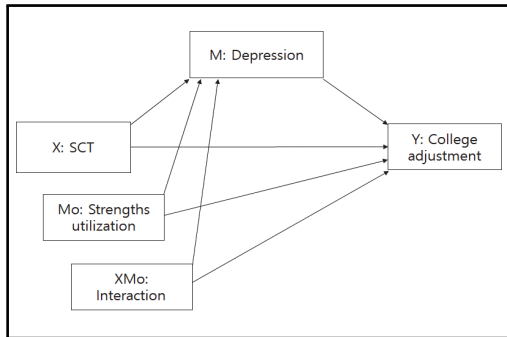 M: Depression
X: SCT
Y: College
adjustment
Mo: Strengths
utilization
XMo:
Interaction